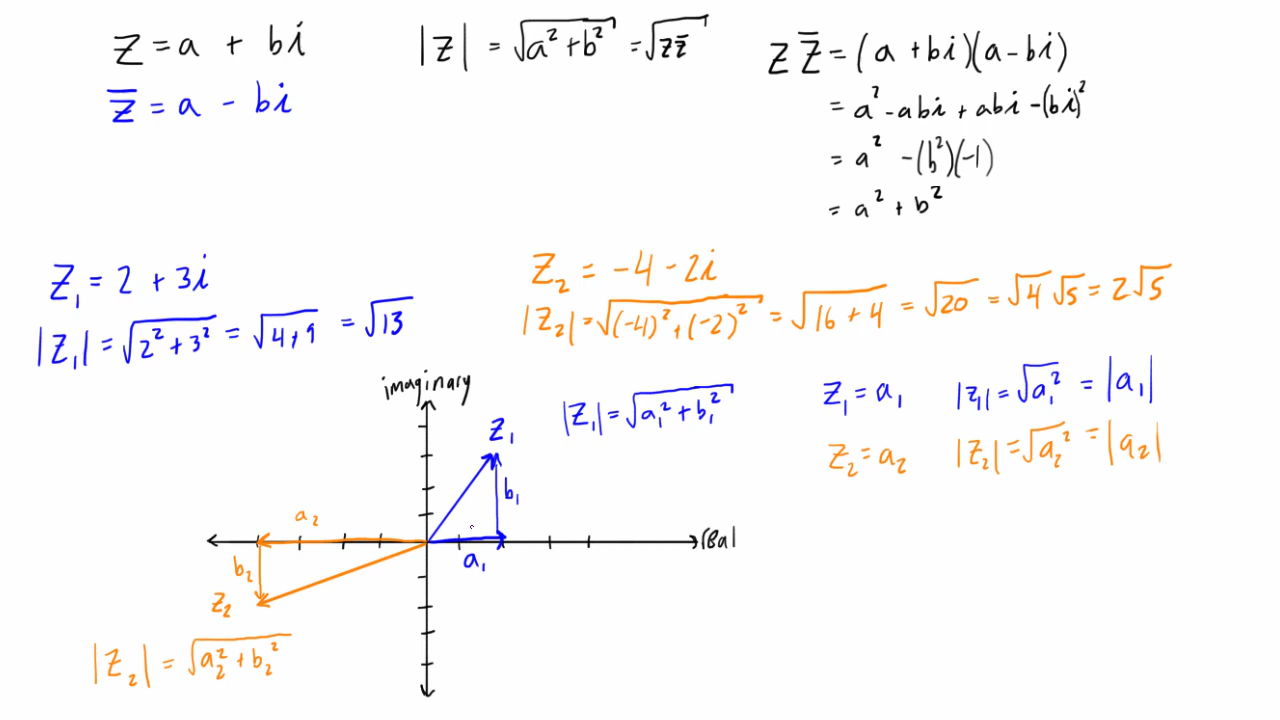 z = a + bi
z̅ = a - bi
|z| = √(a² + b²) = √(z z̅)
z z̅ = (a + bi)(a - bi)
= a² - abi + abi - (bi)²
= a² - (b²)(-1)
= a² + b²
z₁ = 2 + 3i
|z₁| = √(2² + 3²) = √(4 + 9) = √13
z₂ = -4 - 2i
|z₂| = √((-4)² + (-2)²) = √(16 + 4) = √20 = √4 √5 = 2√5
imaginary
z₁
|z₁| = √(a₁² + b₁²)
z₁ = a₁ |z₁| = √(a₁²) = |a₁|
z₂ = a₂ |z₂| = √(a₂²) = |a₂|
b₁
a₂
real
a₁
b₂
z₂
|z₂| = √(a₂² + b₂²)